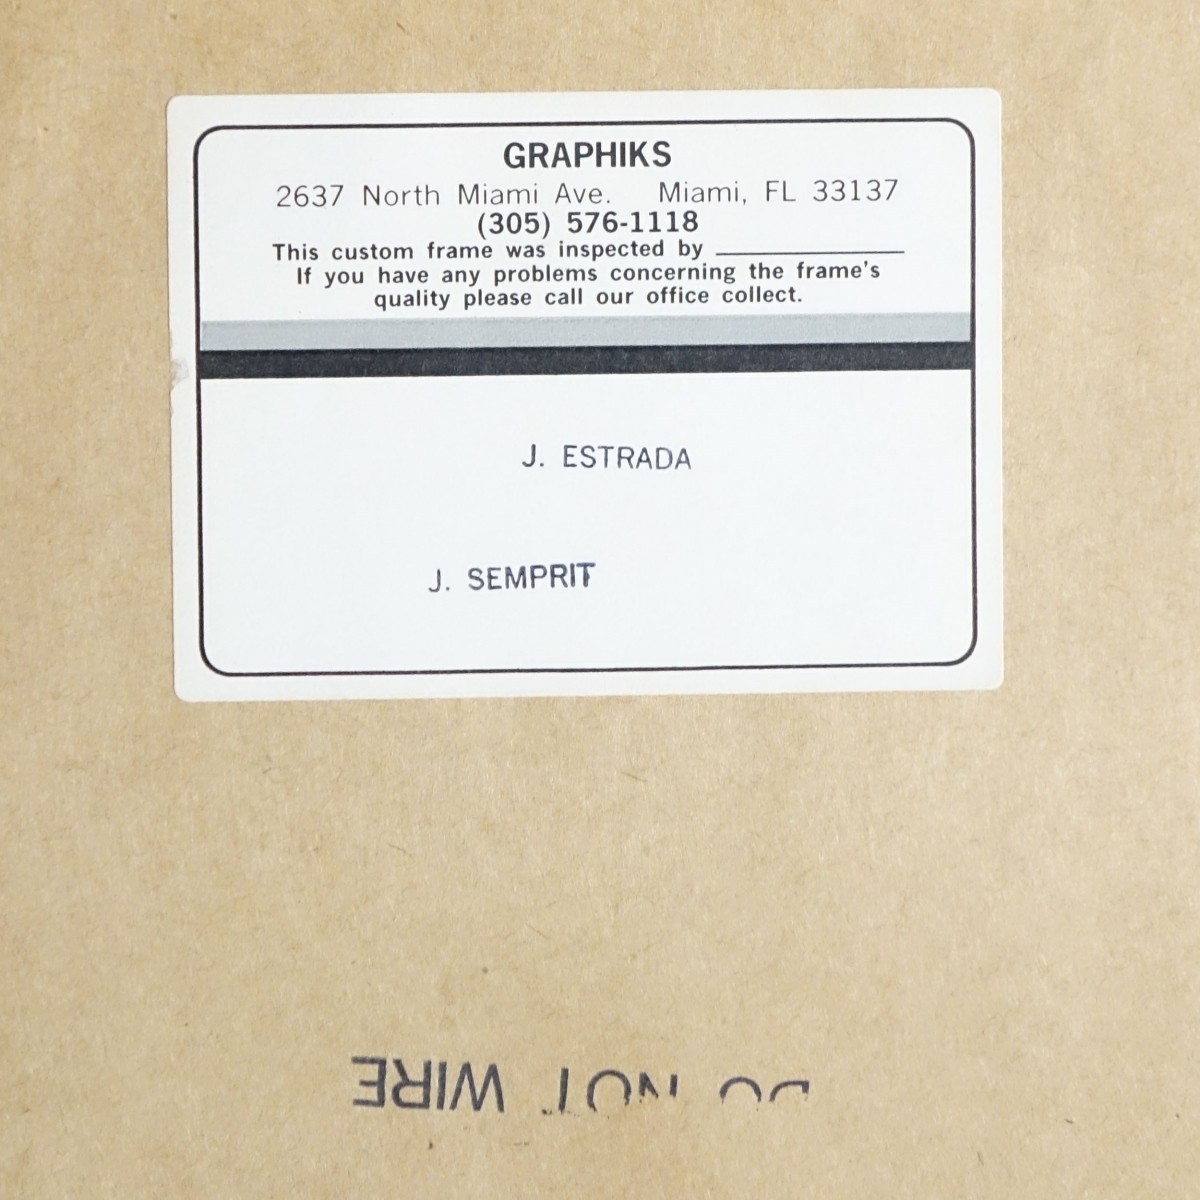 GRAPHIKS
2637 North Miami Ave. Miami, FL 33137
(305) 576-1118
This custom frame was inspected by
If you have any problems concerning the frame's
quality please call our office collect.
J. ESTRADA
J. SEMPRIT
DO NOT WIRE